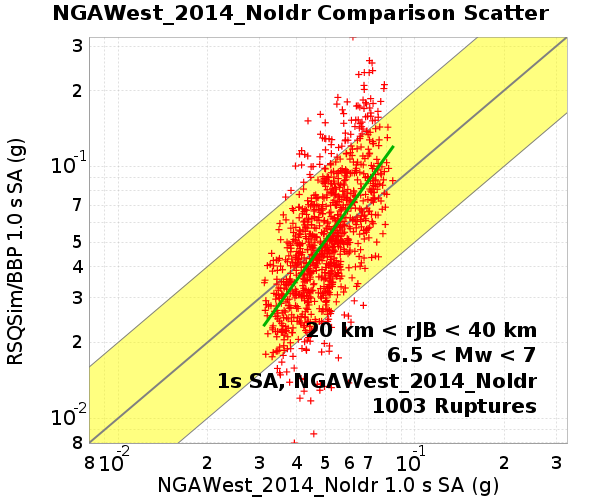 NGAWest_2014_NoIdr Comparison Scatter
RSQSim/BBP 1.0 s SA (g)
3
2
10⁻¹
7
5
4
3
2
10⁻²
8
20 km < rJB < 40 km
6.5 < Mw < 7
1s SA, NGAWest_2014_NoIdr
1003 Ruptures
8 10⁻² 2 3 4 5 6 7 10⁻¹ 2 3
NGAWest_2014_NoIdr 1.0 s SA (g)